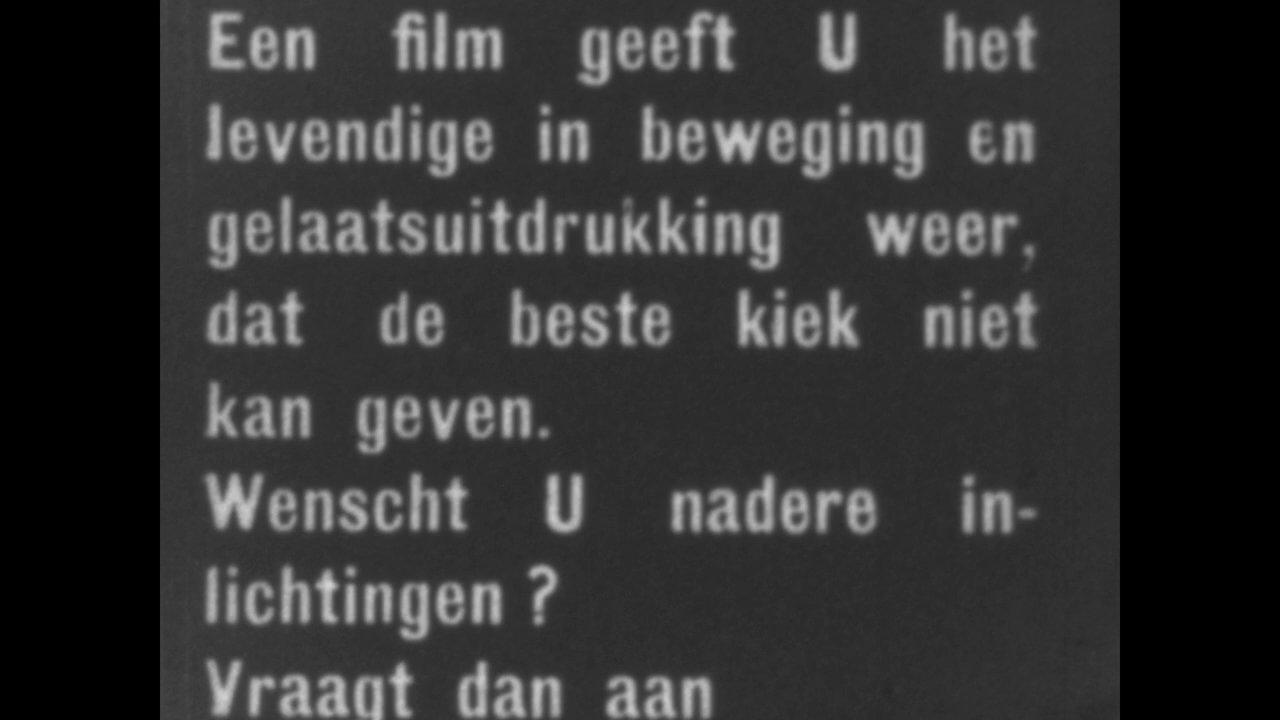 Een film geeft U het
levendige in beweging en
gelaatsuitdrukking weer,
dat de beste kiek niet
kan geven.
Wenscht U nadere in-
lichtingen ?
Vraagt dan aan